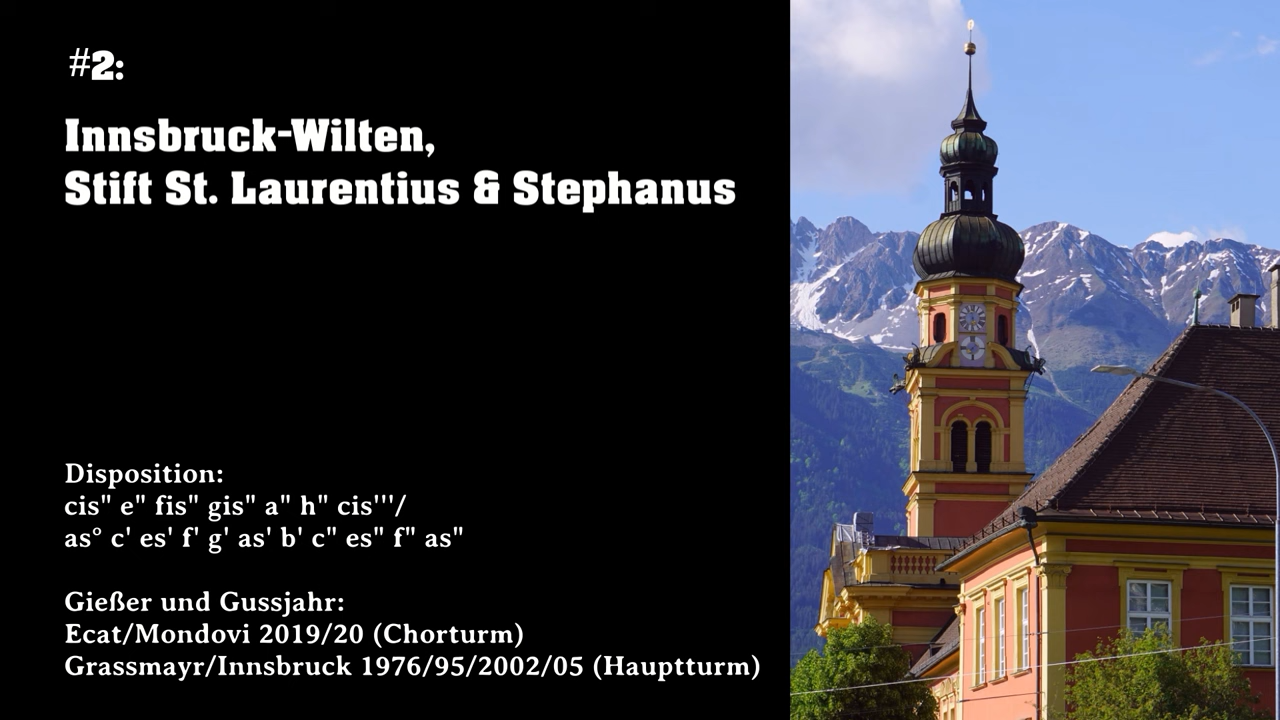 #2:
Innsbruck-Wilten,
Stift St. Laurentius & Stephanus
Disposition:
cis" e" fis" gis" a" h" cis'''/
as° c' es' f' g' as' b' c" es" f" as"
Gießer und Gussjahr:
Ecat/Mondovi 2019/20 (Chorturm)
Grassmayr/Innsbruck 1976/95/2002/05 (Hauptturm)